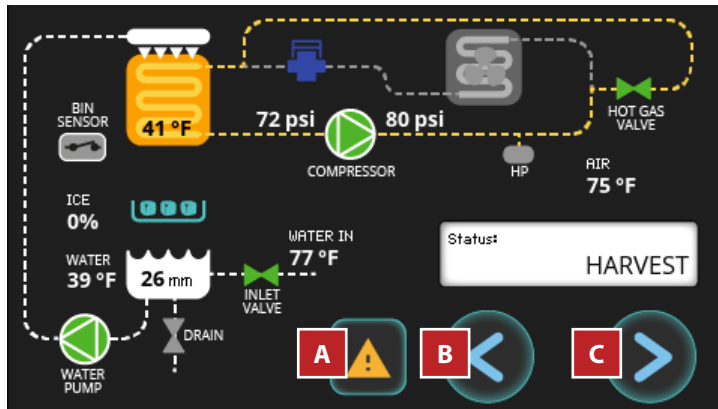 BIN
SENSOR
41 °F
72 psi
80 psi
COMPRESSOR
HP
HOT GAS
VALVE
AIR
75 °F
ICE
0%
WATER
39 °F
26 mm
WATER IN
77 °F
INLET
VALVE
DRAIN
WATER
PUMP
Status:
HARVEST
A
B
C